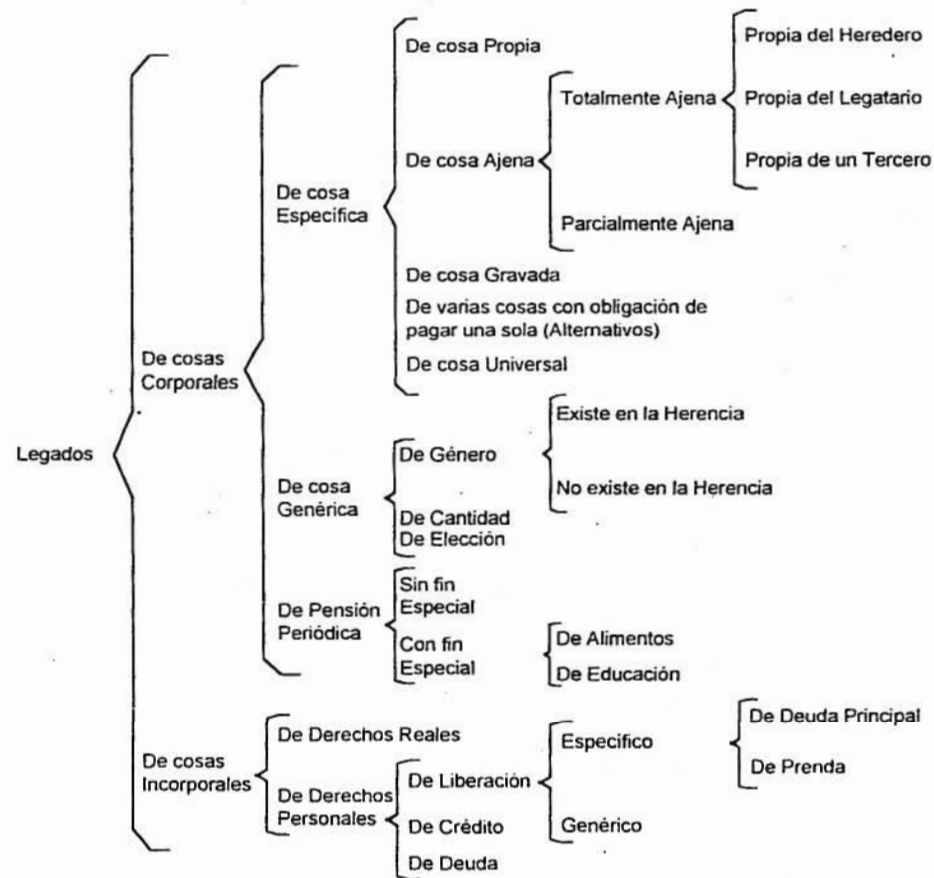 Legados
De cosas
Corporales
De cosa
Específica
De cosa Propia
De cosa Ajena
Totalmente Ajena
Propia del Heredero
Propia del Legatario
Propia de un Tercero
Parcialmente Ajena
De cosa Gravada
De varias cosas con obligación de
pagar una sola (Alternativos)
De cosa Universal
De cosa
Genérica
De Género
Existe en la Herencia
No existe en la Herencia
De Cantidad
De Elección
De Pensión
Periódica
Sin fin
Especial
Con fin
Especial
De Alimentos
De Educación
De cosas
Incorporales
De Derechos Reales
De Derechos
Personales
De Liberación
Especifico
De Deuda Principal
De Prenda
Genérico
De Crédito
De Deuda